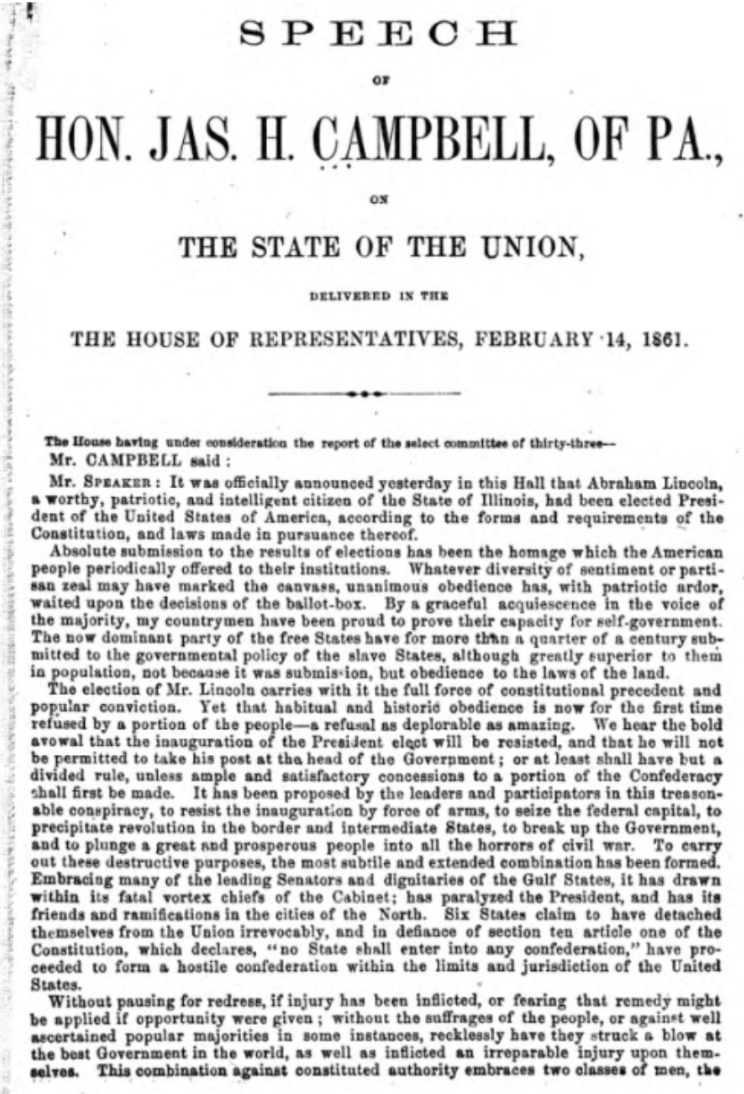 SPEECH
OF
HON. JAS. H. CAMPBELL, OF PA.,
ON
THE STATE OF THE UNION,
DELIVERED IN THE
THE HOUSE OF REPRESENTATIVES, FEBRUARY 14, 1861.
The House having under consideration the report of the select committee of thirty-three—
Mr. CAMPBELL said :
Mr. SPEAKER : It was officially announced yesterday in this Hall that Abraham Lincoln,
a worthy, patriotic, and intelligent citizen of the State of Illinois, had been elected Presi-
dent of the United States of America, according to the forms and requirements of the
Constitution, and laws made in pursuance thereof.
Absolute submission to the results of elections has been the homage which the American
people periodically offered to their institutions. Whatever diversity of sentiment or parti-
san zeal may have marked the canvass, unanimous obedience has, with patriotic ardor,
waited upon the decisions of the ballot-box. By a graceful acquiescence in the voice of
the majority, my countrymen have been proud to prove their capacity for self-government.
The now dominant party of the free States have for more than a quarter of a century sub-
mitted to the governmental policy of the slave States, although greatly superior to them
in population, not because it was submission, but obedience to the laws of the land.
The election of Mr. Lincoln carries with it the full force of constitutional precedent and
popular conviction. Yet that habitual and historic obedience is now for the first time
refused by a portion of the people—a refusal as deplorable as amazing. We hear the bold
avowal that the inauguration of the President elect will be resisted, and that he will not
be permitted to take his post at the head of the Government ; or at least shall have but a
divided rule, unless ample and satisfactory concessions to a portion of the Confederacy
shall first be made. It has been proposed by the leaders and participators in this treason-
able conspiracy, to resist the inauguration by force of arms, to seize the federal capital, to
precipitate revolution in the border and intermediate States, to break up the Government,
and to plunge a great and prosperous people into all the horrors of civil war. To carry
out these destructive purposes, the most subtile and extended combination has been formed.
Embracing many of the leading Senators and dignitaries of the Gulf States, it has drawn
within its fatal vortex chiefs of the Cabinet; has paralyzed the President, and has its
friends and ramifications in the cities of the North. Six States claim to have detached
themselves from the Union irrevocably, and in defiance of section ten article one of the
Constitution, which declares, "no State shall enter into any confederation," have pro-
ceeded to form a hostile confederation within the limits and jurisdiction of the United
States.
Without pausing for redress, if injury has been inflicted, or fearing that remedy might
be applied if opportunity were given ; without the suffrages of the people, or against well
ascertained popular majorities in some instances, recklessly have they struck a blow at
the best Government in the world, as well as inflicted an irreparable injury upon them-
selves. This combination against constituted authority embraces two classes of men, the